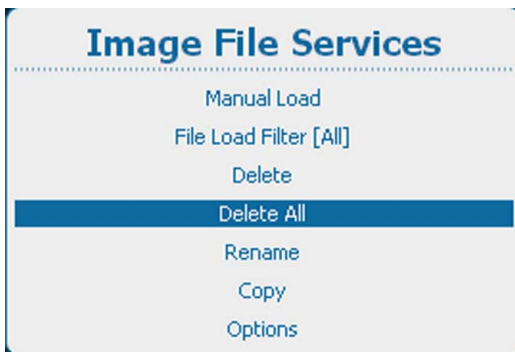 Image File Services
Manual Load
File Load Filter [All]
Delete
Delete All
Rename
Copy
Options